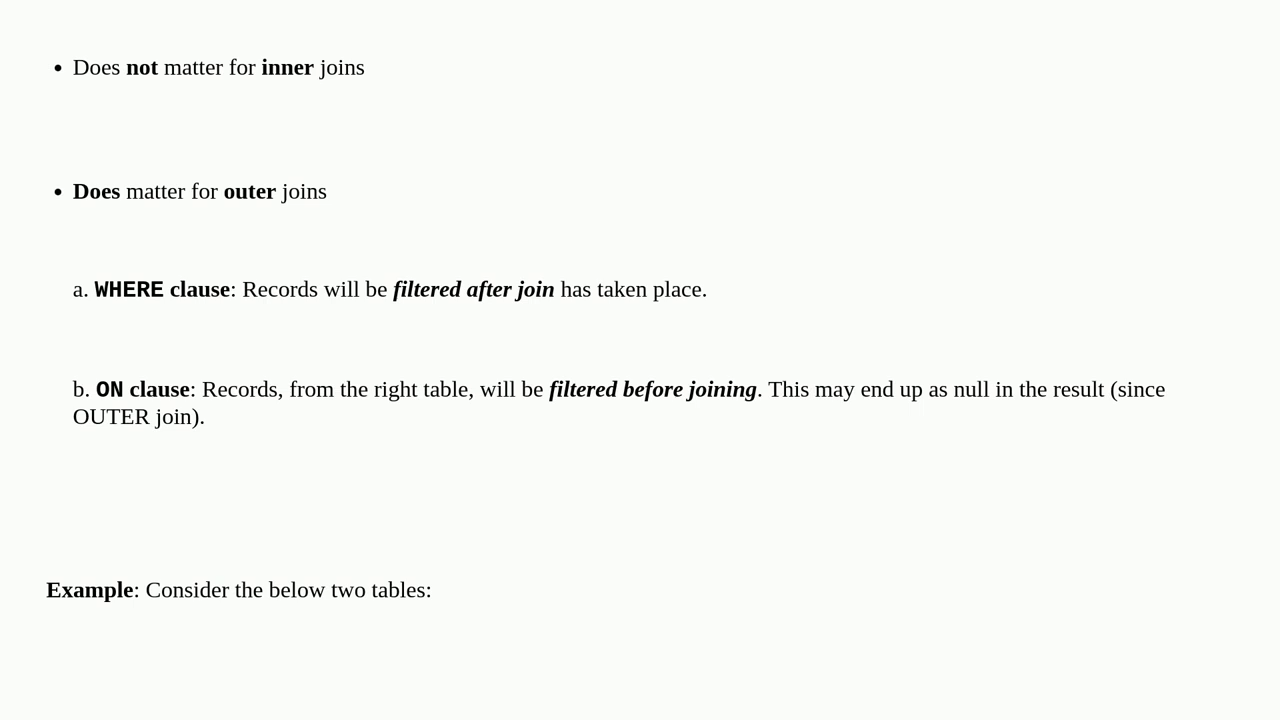 • Does not matter for inner joins
• Does matter for outer joins
a. WHERE clause: Records will be filtered after join has taken place.
b. ON clause: Records, from the right table, will be filtered before joining. This may end up as null in the result (since
OUTER join).
Example: Consider the below two tables: